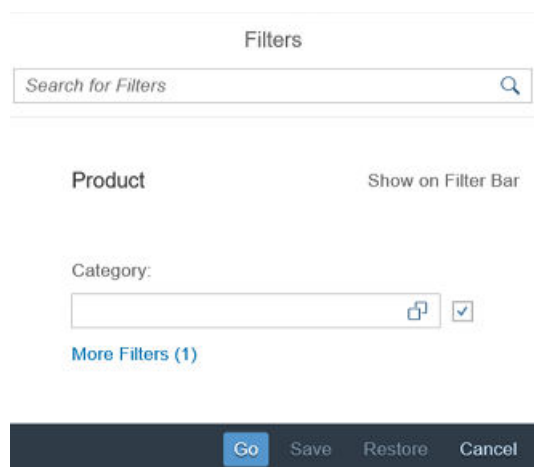 Filters
Search for Filters
Product Show on Filter Bar
Category:
More Filters (1)
Go Save Restore Cancel